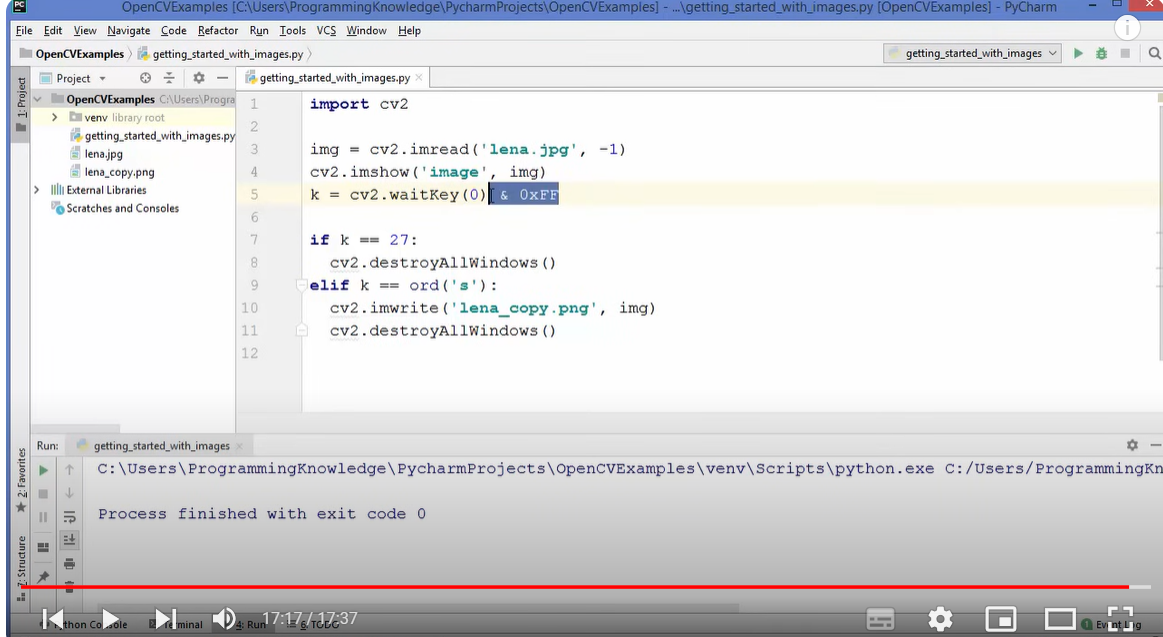 PC OpenCVExamples [C:\Users\ProgrammingKnowledge\PycharmProjects\OpenCVExamples] - ...\getting_started_with_images.py [OpenCVExamples] - PyCharm
File Edit View Navigate Code Refactor Run Tools VCS Window Help
OpenCVExamples getting_started_with_images.py getting_started_with_images
1: Project
Project
getting_started_with_images.py
OpenCVExamples C:\Users\Progra
venv library root
getting_started_with_images.py
lena.jpg
lena_copy.png
External Libraries
Scratches and Consoles
1 import cv2
2
3 img = cv2.imread('lena.jpg', -1)
4 cv2.imshow('image', img)
5 k = cv2.waitKey(0) & 0xFF
6
7 if k == 27:
8 cv2.destroyAllWindows()
9 elif k == ord('s'):
10 cv2.imwrite('lena_copy.png', img)
11 cv2.destroyAllWindows()
12
Run: getting_started_with_images
2: Favorites
Structure
C:\Users\ProgrammingKnowledge\PycharmProjects\OpenCVExamples\venv\Scripts\python.exe C:/Users/ProgrammingKn
Process finished with exit code 0
17:17 / 17:37
Python Console Terminal 4: Run 6: TODO 1 Event Log